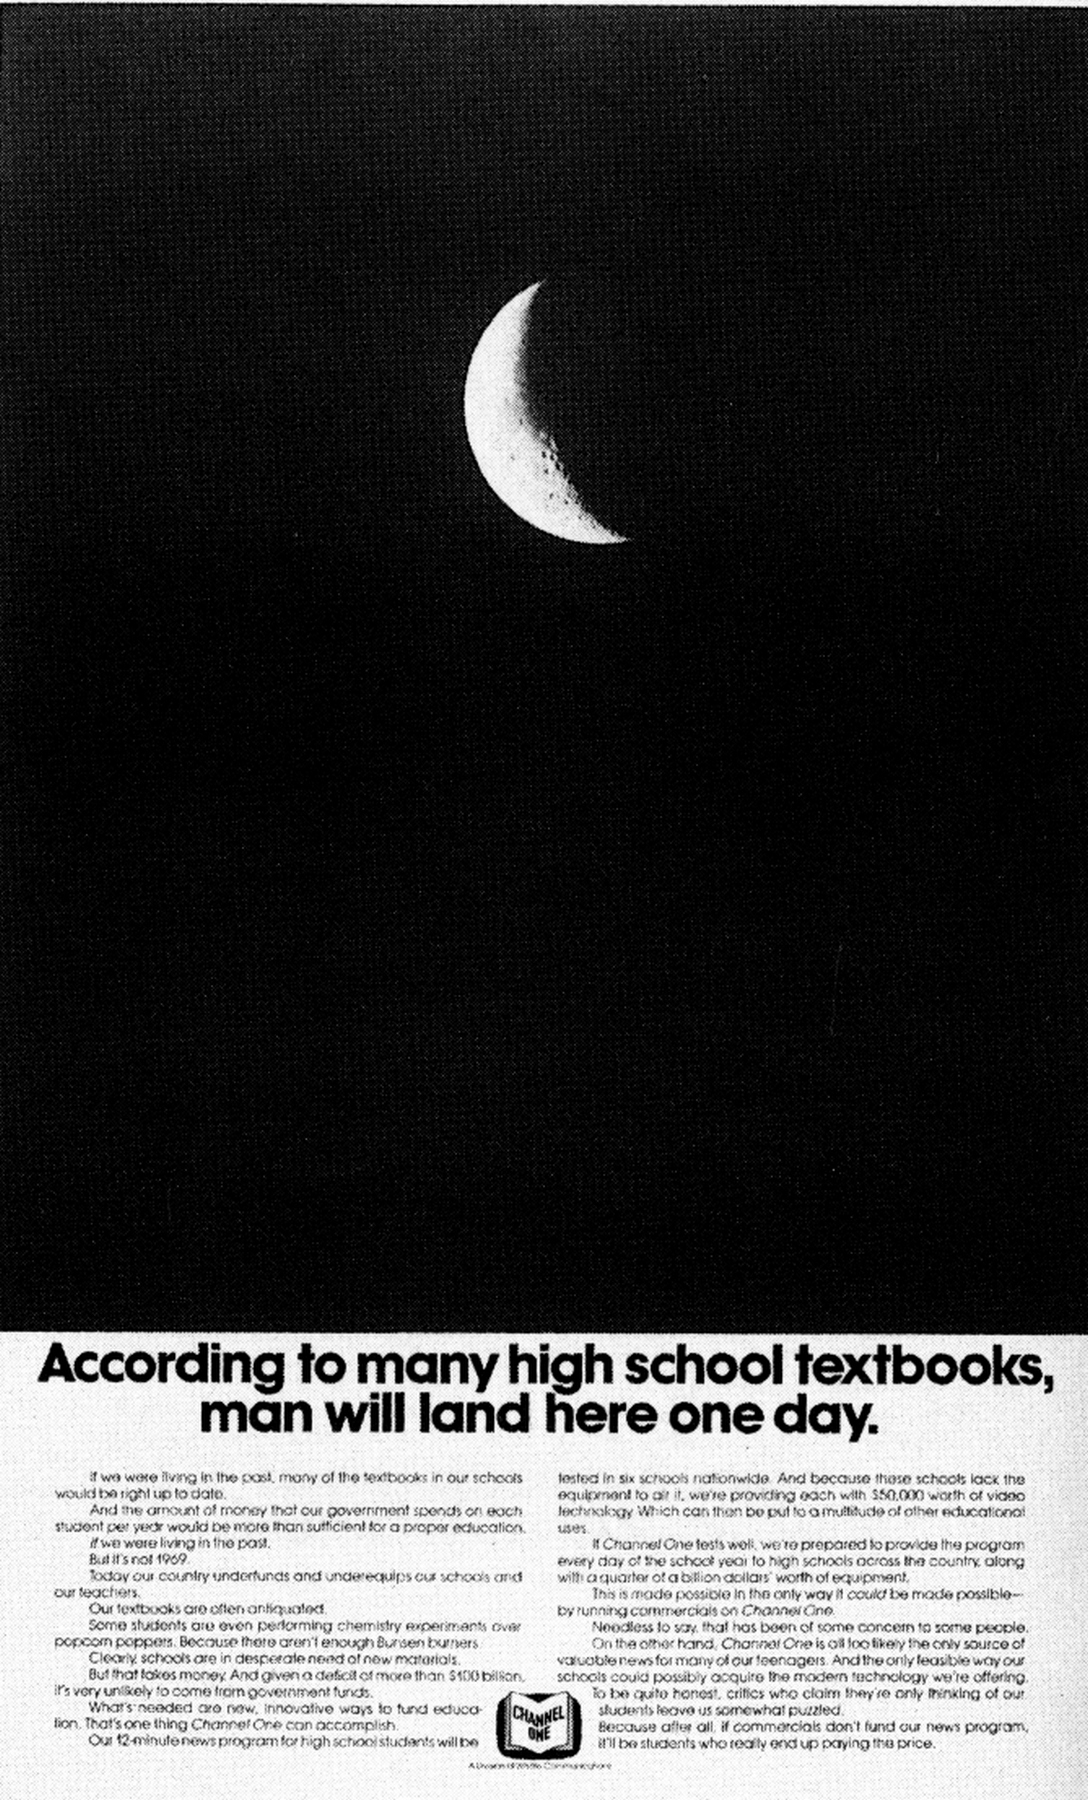 According to many high school textbooks,
man will land here one day.
If we were living in the past, many of the textbooks in our schools
would be right up to date.
And the amount of money that our government spends on each
student per year would be more than sufficient for a proper education.
If we were living in the past.
But it's not 1969.
Today our country underfunds and underequips our schools and
our teachers.
Our textbooks are often antiquated.
Some students are even performing chemistry experiments over
popcorn poppers. Because there aren't enough Bunsen burners.
Clearly, schools are in desperate need of new materials.
But that takes money. And given a deficit of more than $100 billion,
it's very unlikely to come from government funds.
What's needed are new, innovative ways to fund educa-
tion. That's one thing Channel One can accomplish.
Our 12-minute news program for high school students will be
tested in six schools nationwide. And because these schools lack the
equipment to air it, we're providing each with $50,000 worth of video
technology. Which can then be put to a multitude of other educational
uses.
If Channel One tests well, we're prepared to provide the program
every day of the school year to high schools across the country, along
with a quarter of a billion dollars' worth of equipment.
This is made possible in the only way it could be made possible—
by running commercials on Channel One.
Needless to say, that has been of some concern to some people.
On the other hand, Channel One is all too likely the only source of
valuable news for many of our teenagers. And the only feasible way our
schools could possibly acquire the modern technology we're offering.
To be quite honest, critics who claim they're only thinking of our
students leave us somewhat puzzled.
Because after all, if commercials don't fund our news program,
it'll be students who really end up paying the price.
CHANNEL
ONE
A Division of Whittle Communications